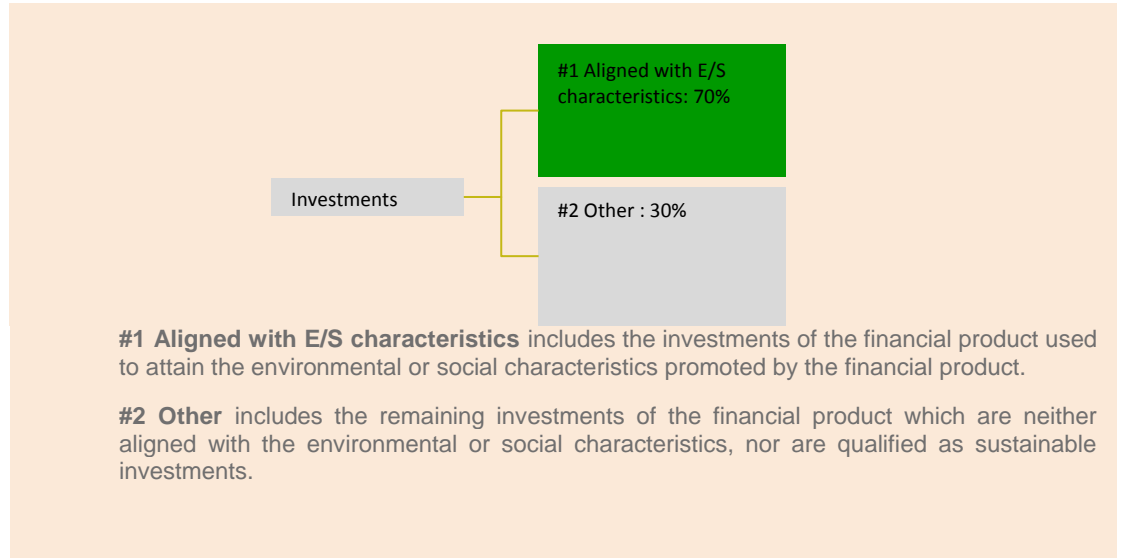 #1 Aligned with E/S
characteristics: 70%
Investments
#2 Other : 30%
#1 Aligned with E/S characteristics includes the investments of the financial product used
to attain the environmental or social characteristics promoted by the financial product.
#2 Other includes the remaining investments of the financial product which are neither
aligned with the environmental or social characteristics, nor are qualified as sustainable
investments.